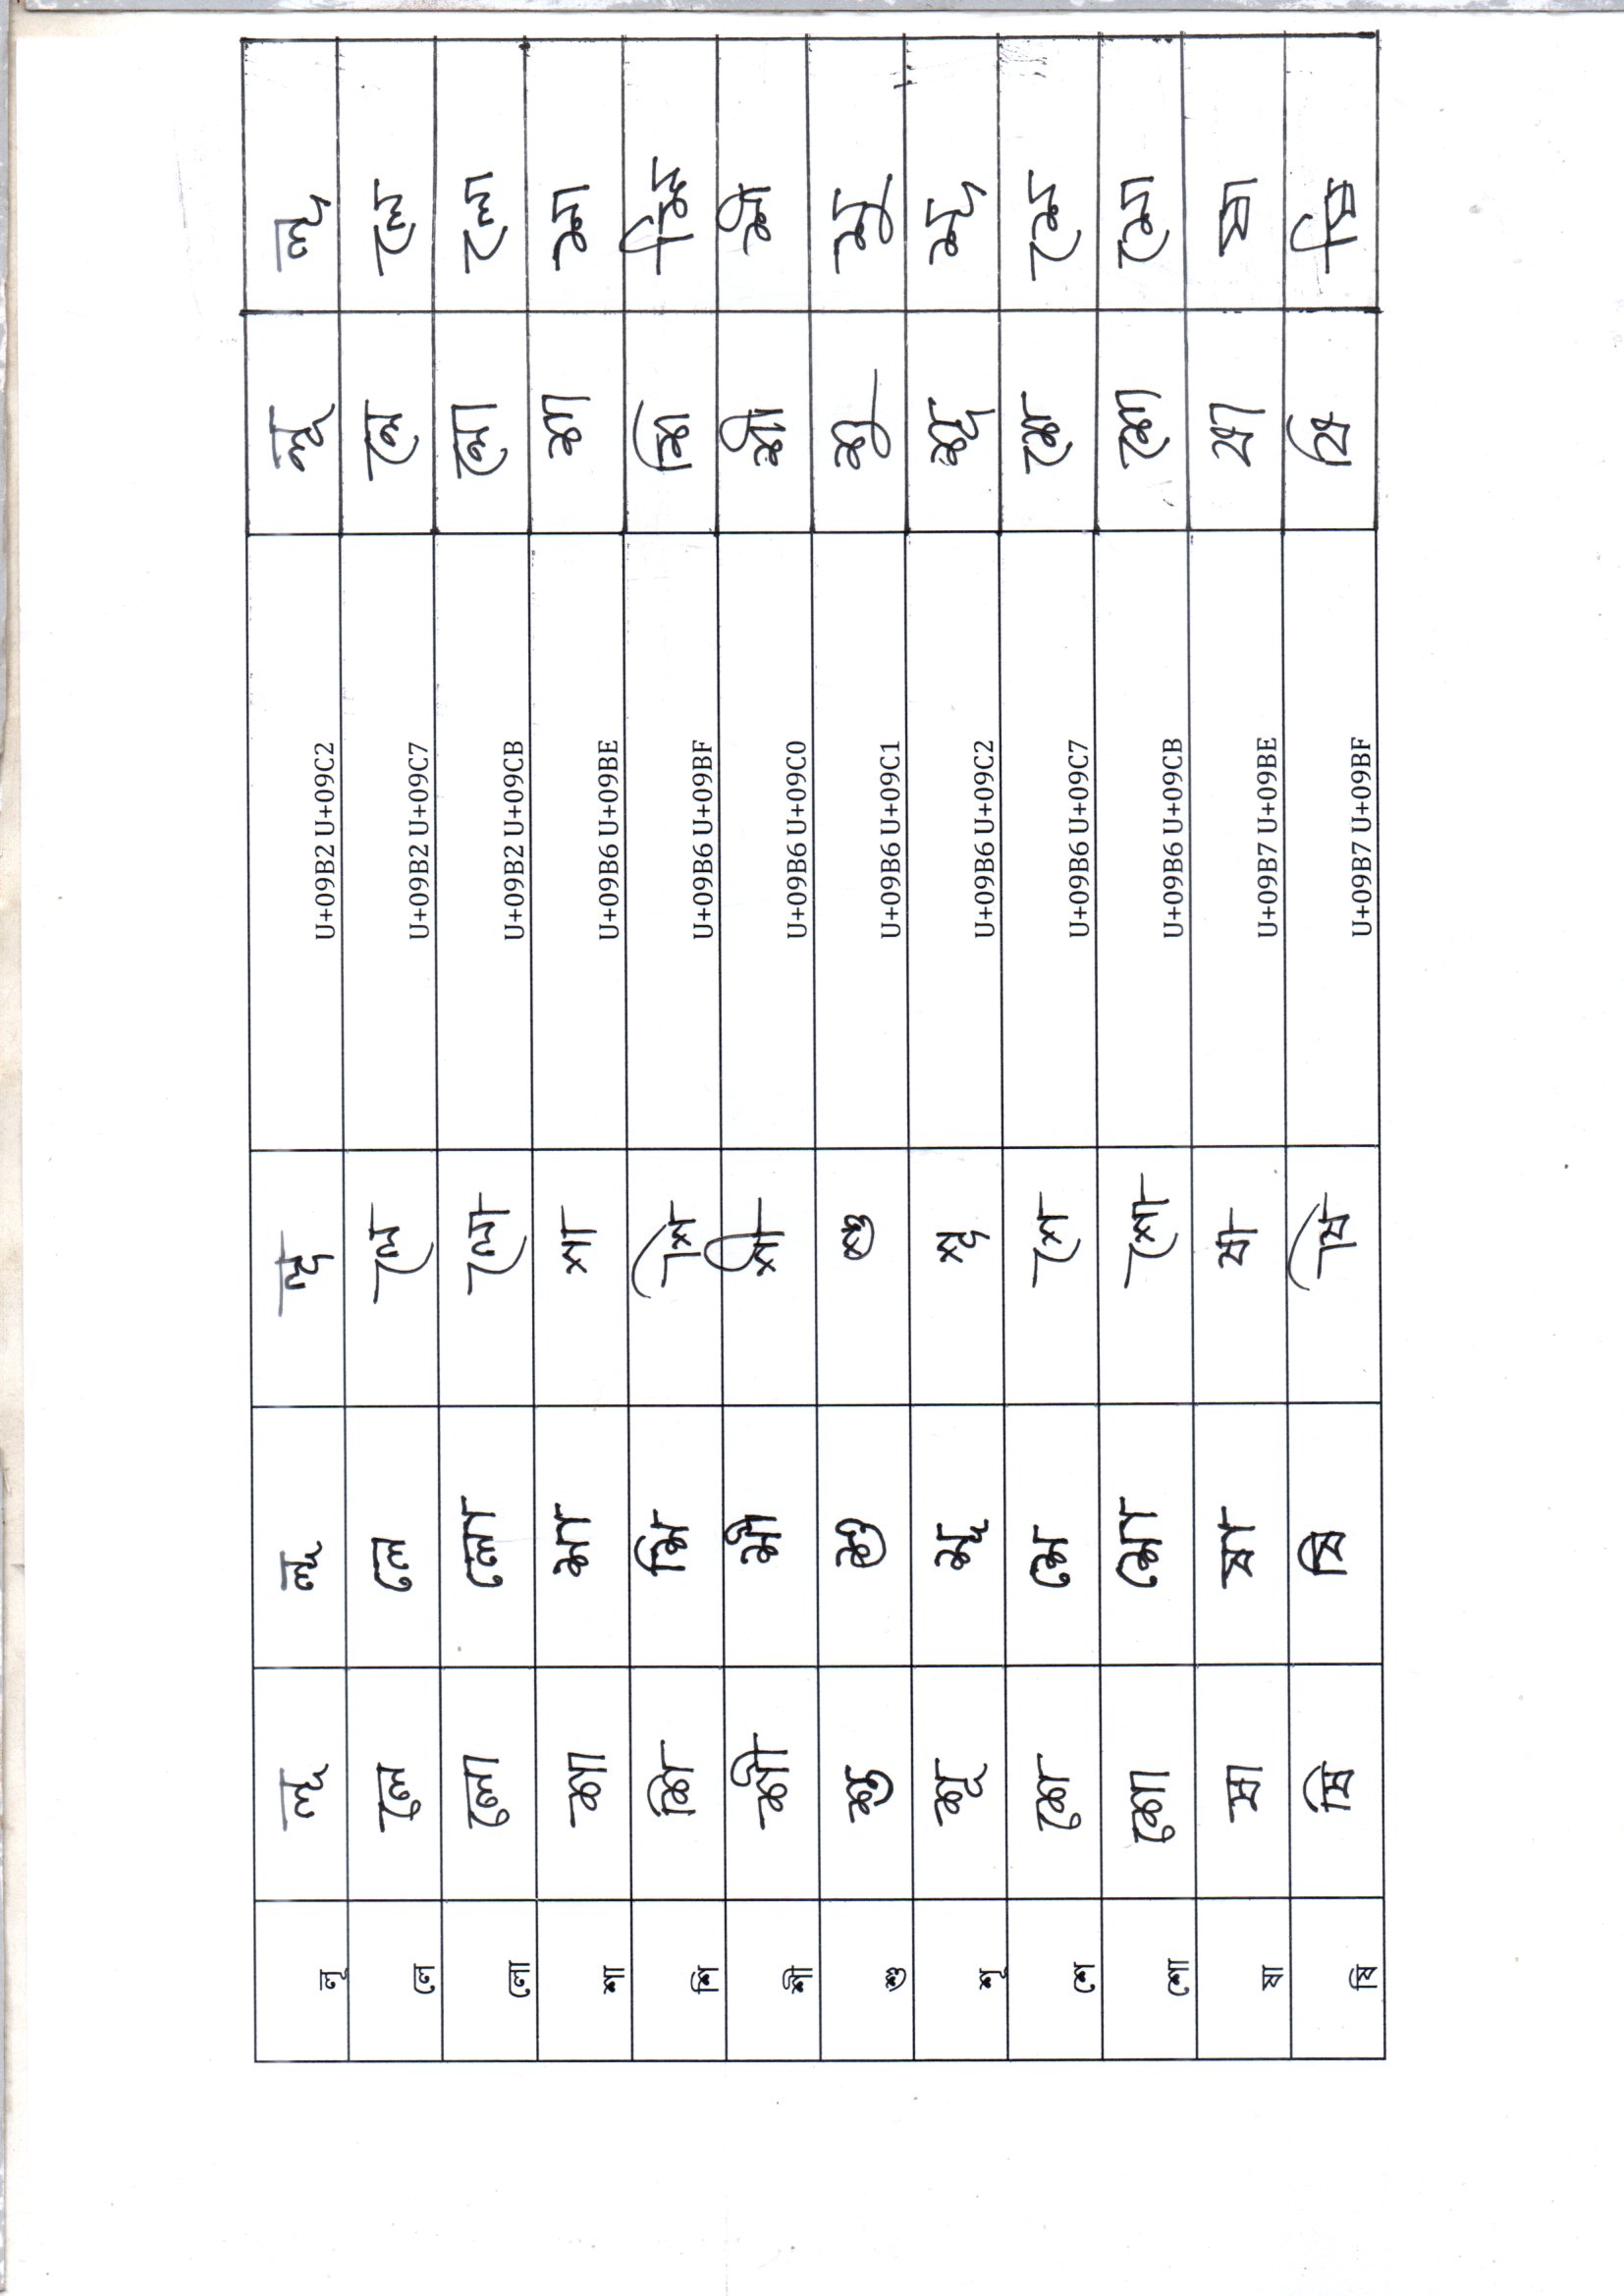 লূ লূ লূ লূ U+09B2 U+09C2 লূ লূ
লে লে লে লে U+09B2 U+09C7 লে লে
লো লো লো লো U+09B2 U+09CB লো লো
শা শা শা শা U+09B6 U+09BE শা শা
শি শি শি শি U+09B6 U+09BF শি শি
শী শী শী শী U+09B6 U+09C0 শী শী
শু শু শু শু U+09B6 U+09C1 শু শু
শূ শূ শূ শূ U+09B6 U+09C2 শূ শূ
শে শে শে শে U+09B6 U+09C7 শে শে
শো শো শো শো U+09B6 U+09CB শো শো
ষা ষা ষা ষা U+09B7 U+09BE ষা ষা
ষি ষি ষি ষি U+09B7 U+09BF ষি ষি